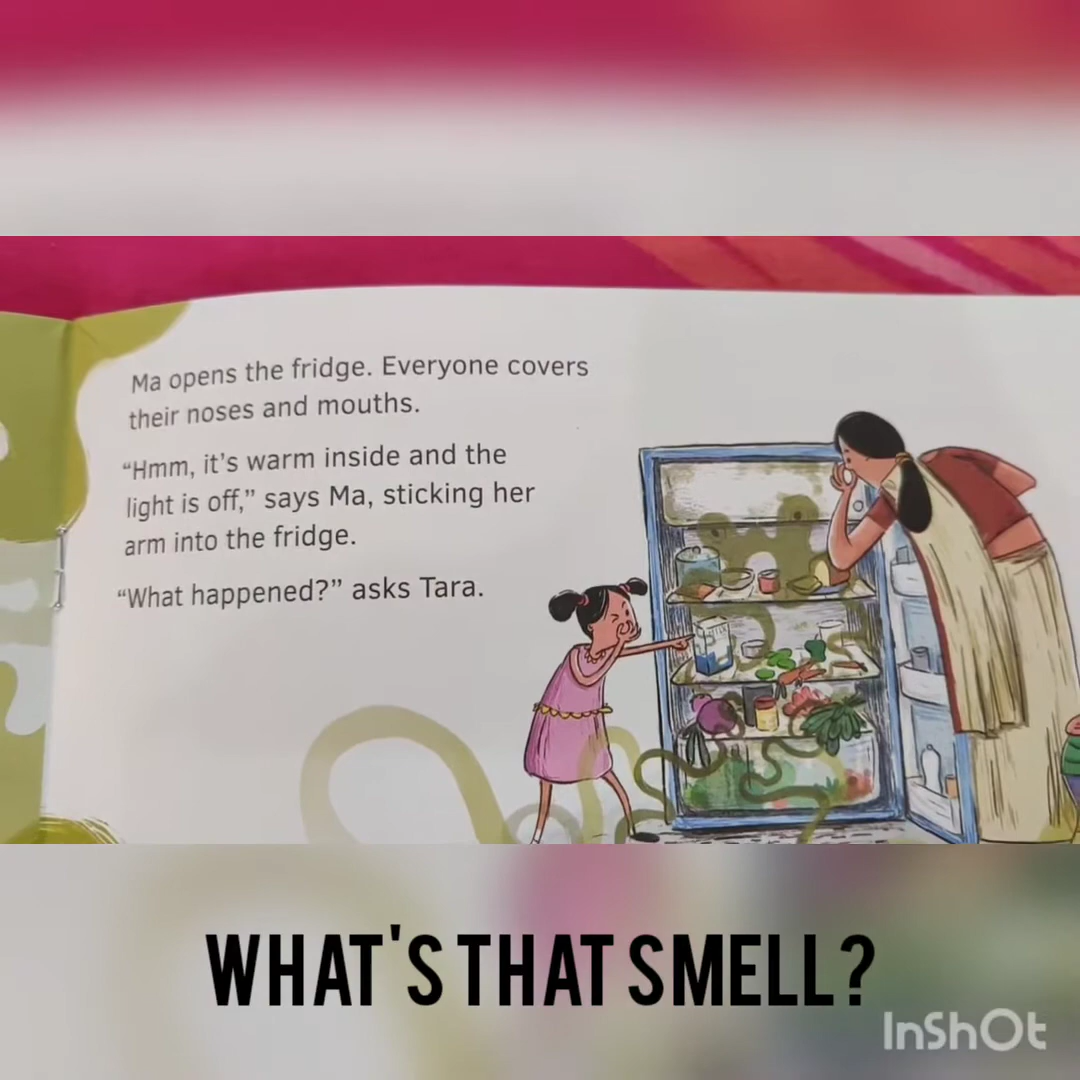 Ma opens the fridge. Everyone covers
their noses and mouths.
“Hmm, it’s warm inside and the
light is off,” says Ma, sticking her
arm into the fridge.
“What happened?” asks Tara.
MILK
WHAT'S THAT SMELL?
InShOt